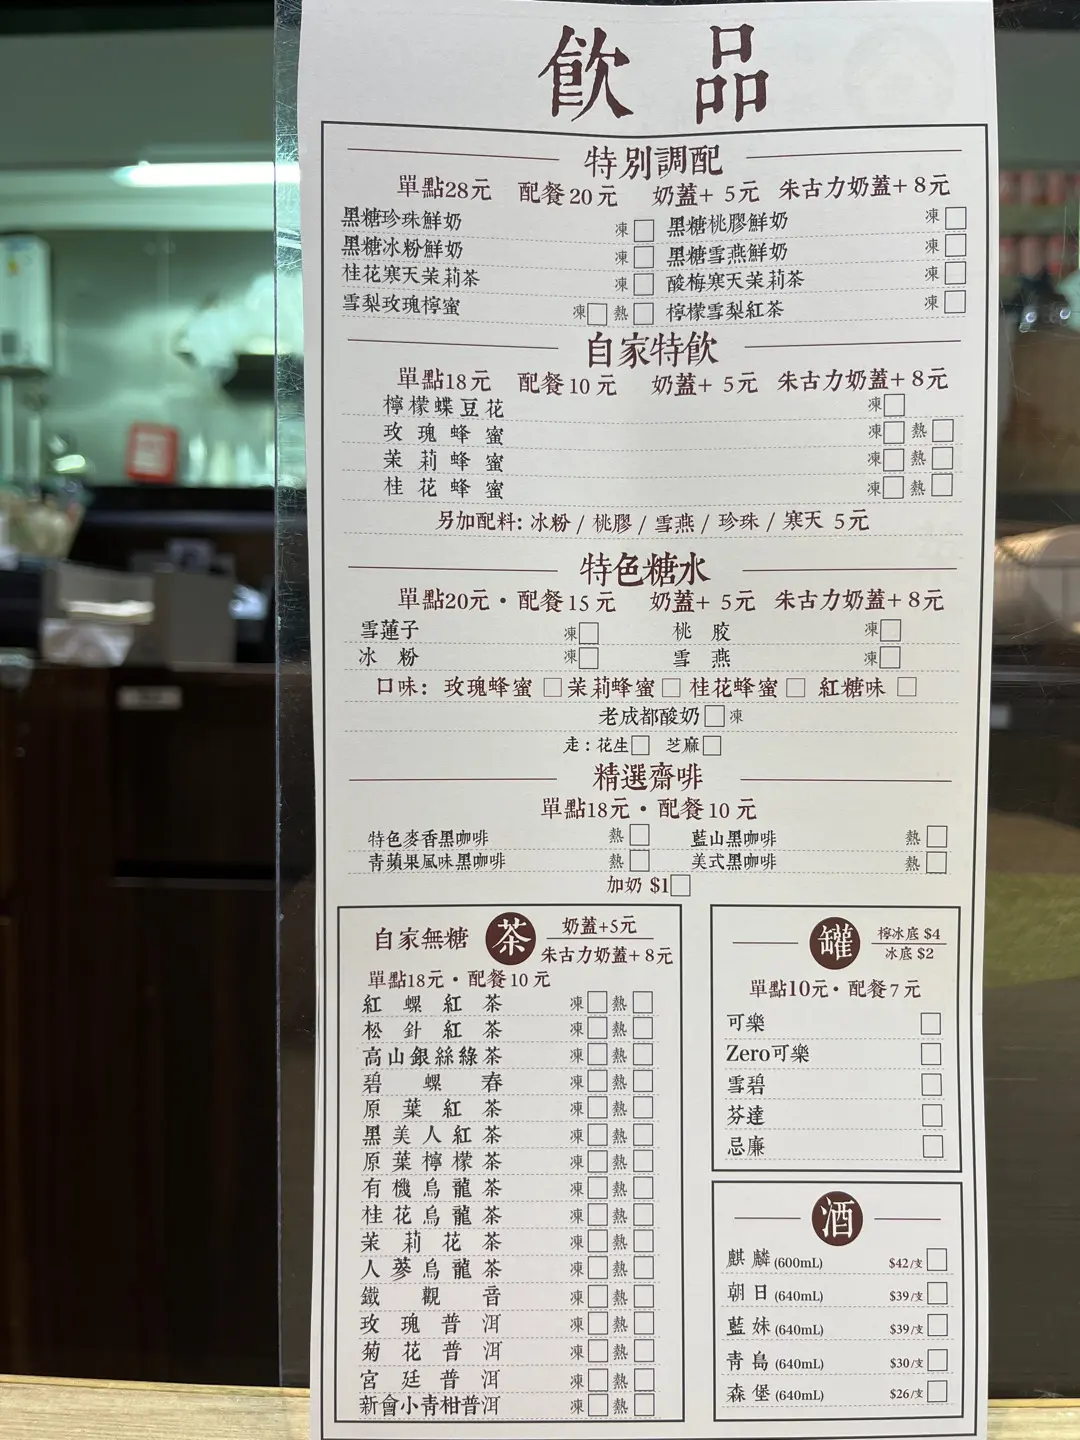 飲 品
特別調配
單點28元 配餐20元 奶蓋+ 5元 朱古力奶蓋+8元
黑糖珍珠鮮奶 凍□ 黑糖桃膠鮮奶 凍□
黑糖冰粉鮮奶 凍□ 黑糖雪燕鮮奶 凍□
桂花寒天茉莉茶 凍□ 酸梅寒天茉莉茶 凍□
雪梨玫瑰檸蜜 凍□ 熱□ 檸檬雪梨紅茶 凍□
自家特飲
單點18元 配餐10元 奶蓋+ 5元 朱古力奶蓋+8元
檸檬蝶豆花 凍□
玫瑰蜂蜜 凍□ 熱□
茉莉蜂蜜 凍□ 熱□
桂花蜂蜜 凍□ 熱□
另加配料: 冰粉 / 桃膠 / 雪燕 / 珍珠 / 寒天 5元
特色糖水
單點20元・配餐15元 奶蓋+ 5元 朱古力奶蓋+8元
雪蓮子 凍□ 桃胶 凍□
冰粉 凍□ 雪燕 凍□
口味: 玫瑰蜂蜜 □ 茉莉蜂蜜 □ 桂花蜂蜜 □ 紅糖味 □
老成都酸奶 □ 凍
走: 花生□ 芝麻□
精選齋啡
單點18元・配餐10元
特色麥香黑咖啡 熱□ 藍山黑咖啡 熱□
青蘋果風味黑咖啡 熱□ 美式黑咖啡 熱□
加奶 $1□
自家無糖 茶 奶蓋+5元
朱古力奶蓋+8元
單點18元・配餐10元
紅螺紅茶 凍□ 熱□
松針紅茶 凍□ 熱□
高山銀絲綠茶 凍□ 熱□
碧螺春 凍□ 熱□
原葉紅茶 凍□ 熱□
黑美人紅茶 凍□ 熱□
原葉檸檬茶 凍□ 熱□
有機烏龍茶 凍□ 熱□
桂花烏龍茶 凍□ 熱□
茉莉花茶 凍□ 熱□
人蔘烏龍茶 凍□ 熱□
鐵觀音 凍□ 熱□
玫瑰普洱 凍□ 熱□
菊花普洱 凍□ 熱□
宮廷普洱 凍□ 熱□
新會小青柑普洱 凍□ 熱□
罐 檸冰底 $4
冰底 $2
單點10元・配餐7元
可樂 □
Zero可樂 □
雪碧 □
芬達 □
忌廉 □
酒
麒麟 (600mL) $42/支 □
朝日 (640mL) $39/支 □
藍妹 (640mL) $39/支 □
青島 (640mL) $30/支 □
森堡 (640mL) $26/支 □